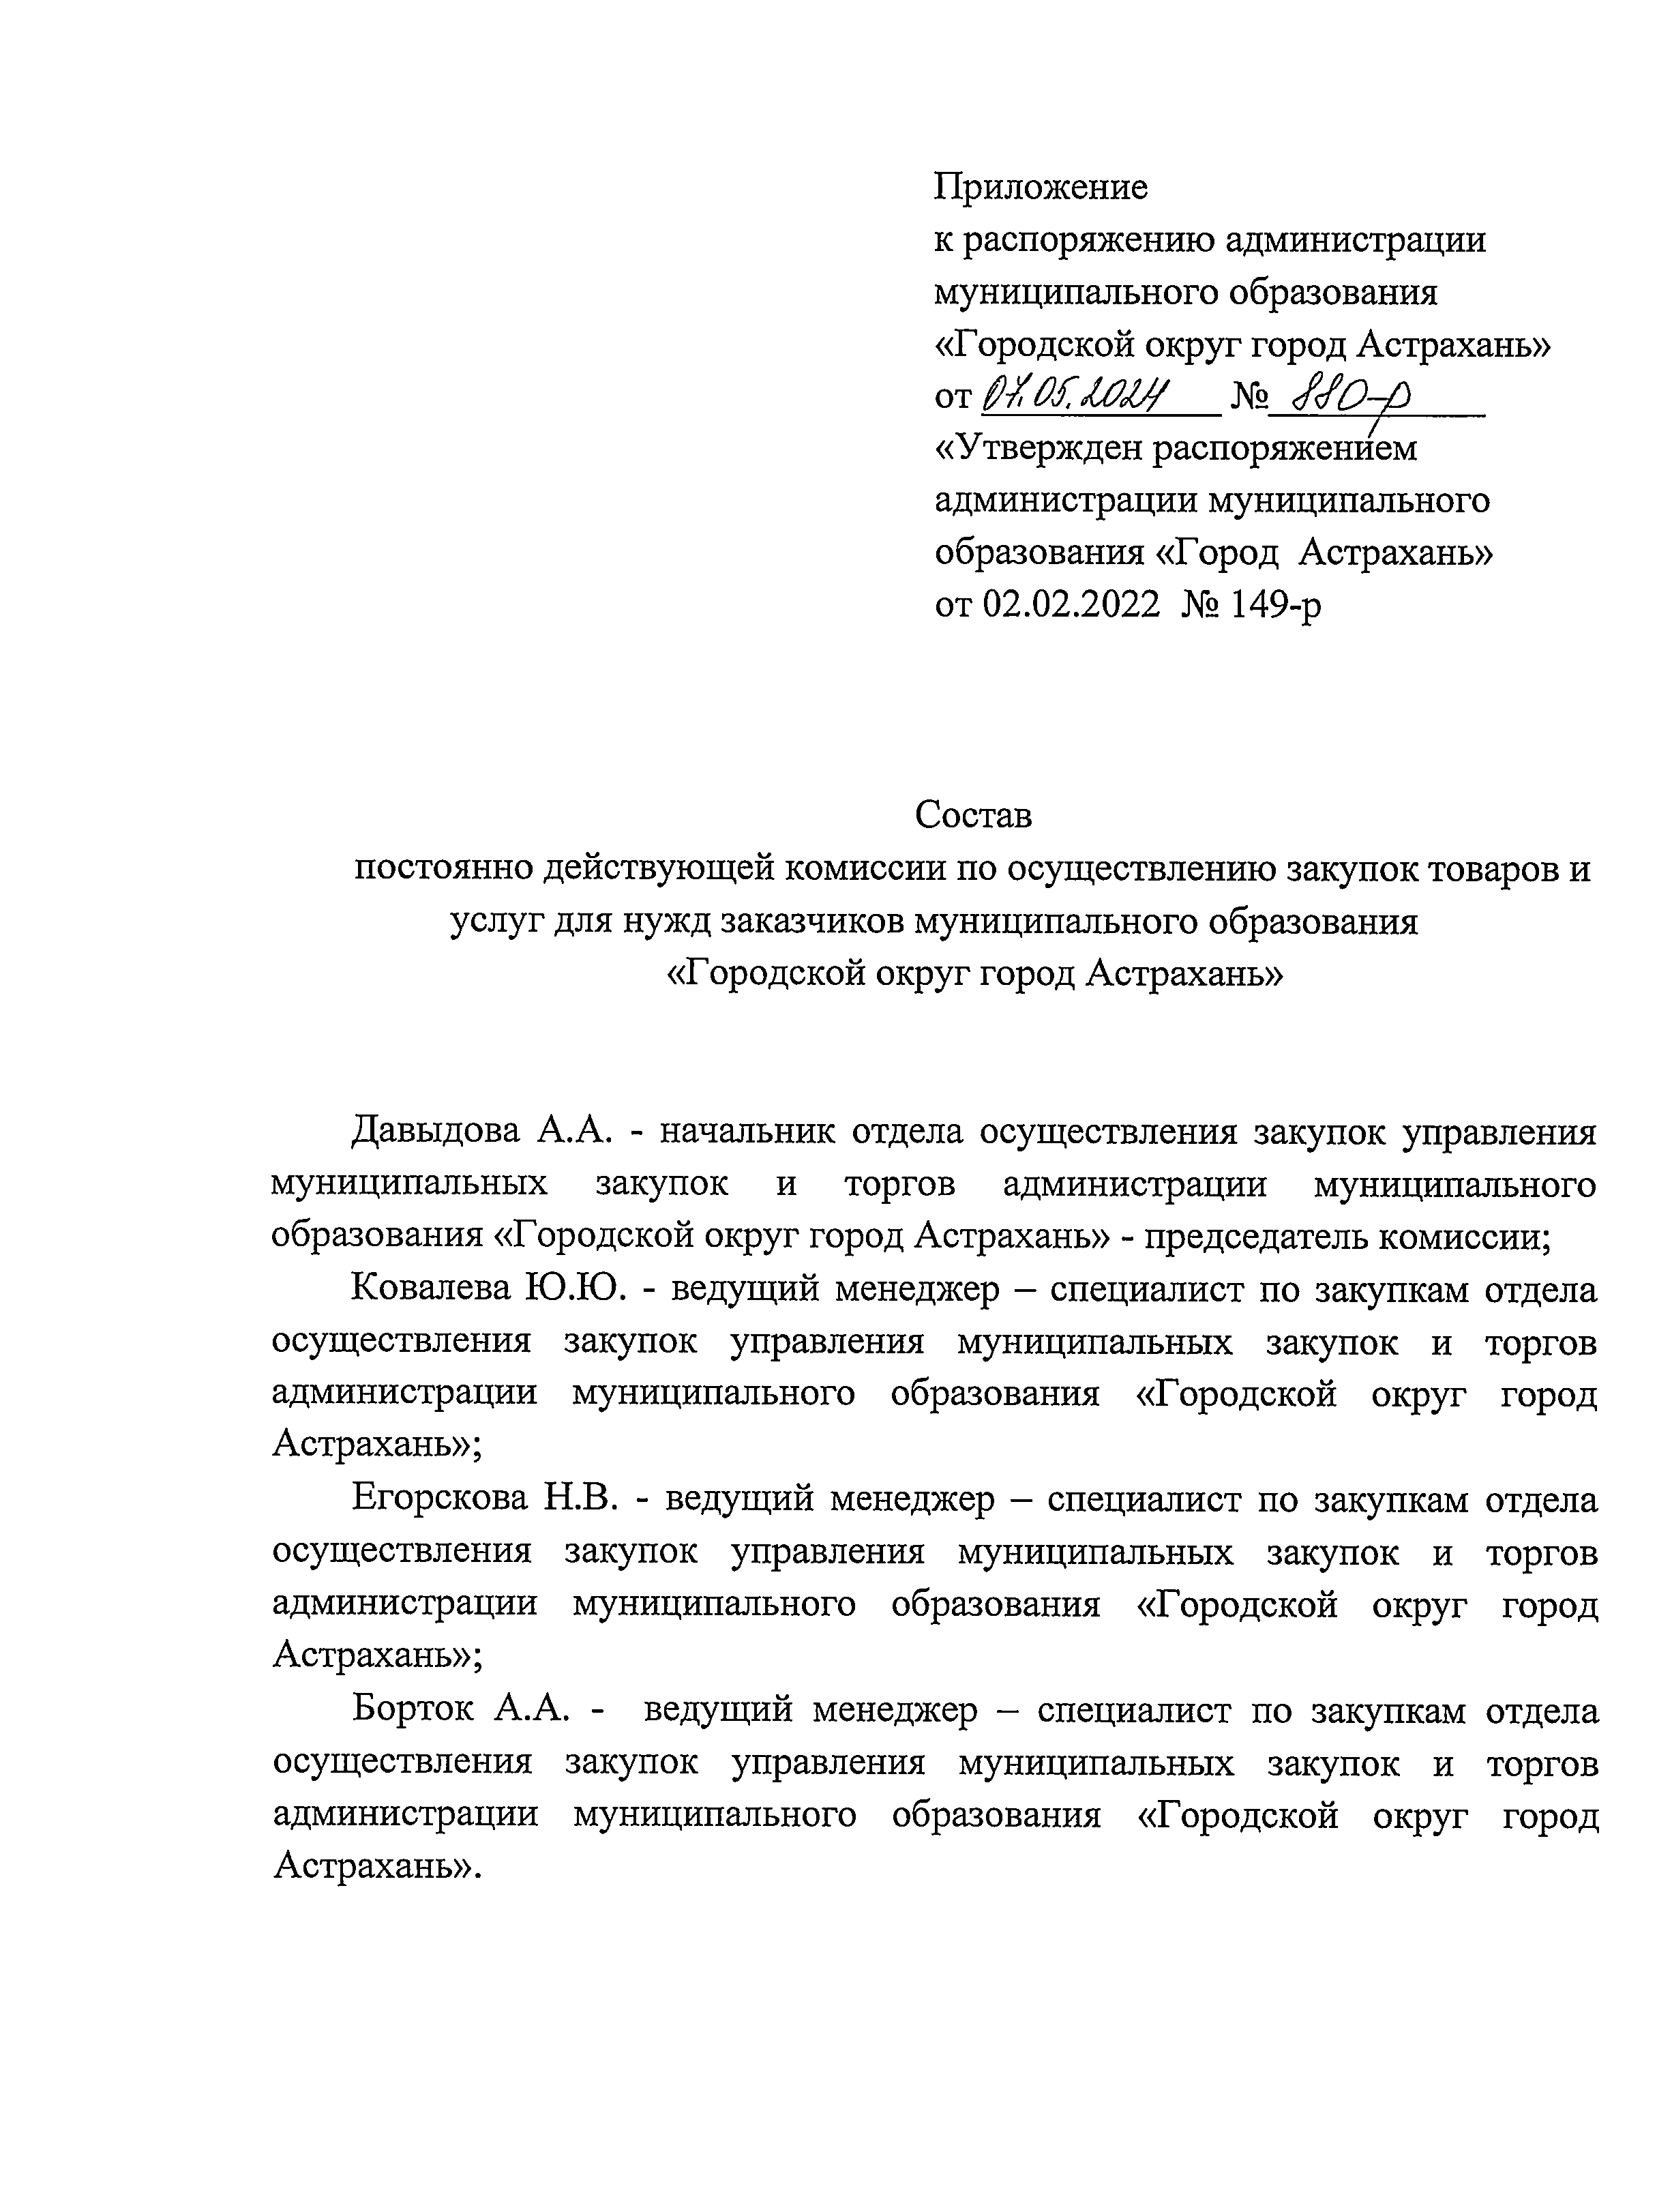 Приложение
к распоряжению администрации
муниципального образования
«Городской округ город Астрахань»
от 07.05.2024 № 880-р
«Утвержден распоряжением
администрации муниципального
образования «Город Астрахань»
от 02.02.2022 № 149-р
Состав
постоянно действующей комиссии по осуществлению закупок товаров и
услуг для нужд заказчиков муниципального образования
«Городской округ город Астрахань»
Давыдова А.А. - начальник отдела осуществления закупок управления
муниципальных закупок и торгов администрации муниципального
образования «Городской округ город Астрахань» - председатель комиссии;
Ковалева Ю.Ю. - ведущий менеджер – специалист по закупкам отдела
осуществления закупок управления муниципальных закупок и торгов
администрации муниципального образования «Городской округ город
Астрахань»;
Егорскова Н.В. - ведущий менеджер – специалист по закупкам отдела
осуществления закупок управления муниципальных закупок и торгов
администрации муниципального образования «Городской округ город
Астрахань»;
Борток А.А. - ведущий менеджер – специалист по закупкам отдела
осуществления закупок управления муниципальных закупок и торгов
администрации муниципального образования «Городской округ город
Астрахань».